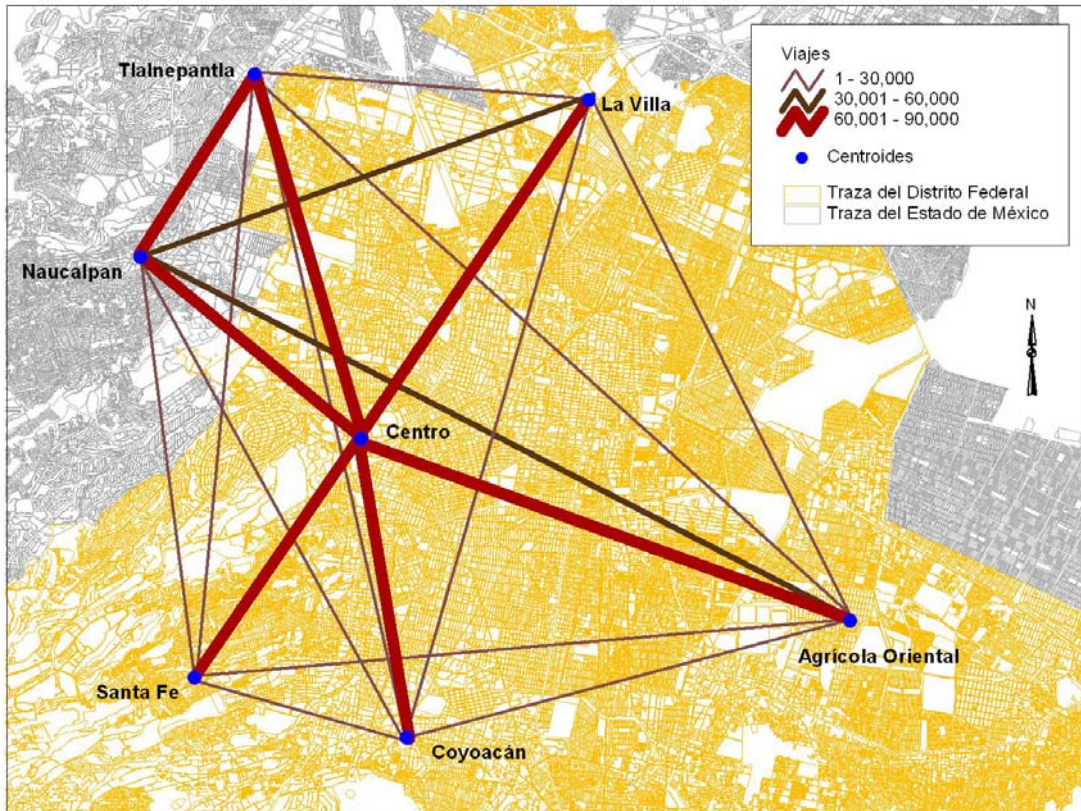 Tlalnepantla
La Villa
Naucalpan
Centro
Santa Fe
Coyoacán
Agrícola Oriental
Viajes
1 - 30,000
30,001 - 60,000
60,001 - 90,000
Centroides
Traza del Distrito Federal
Traza del Estado de México
N